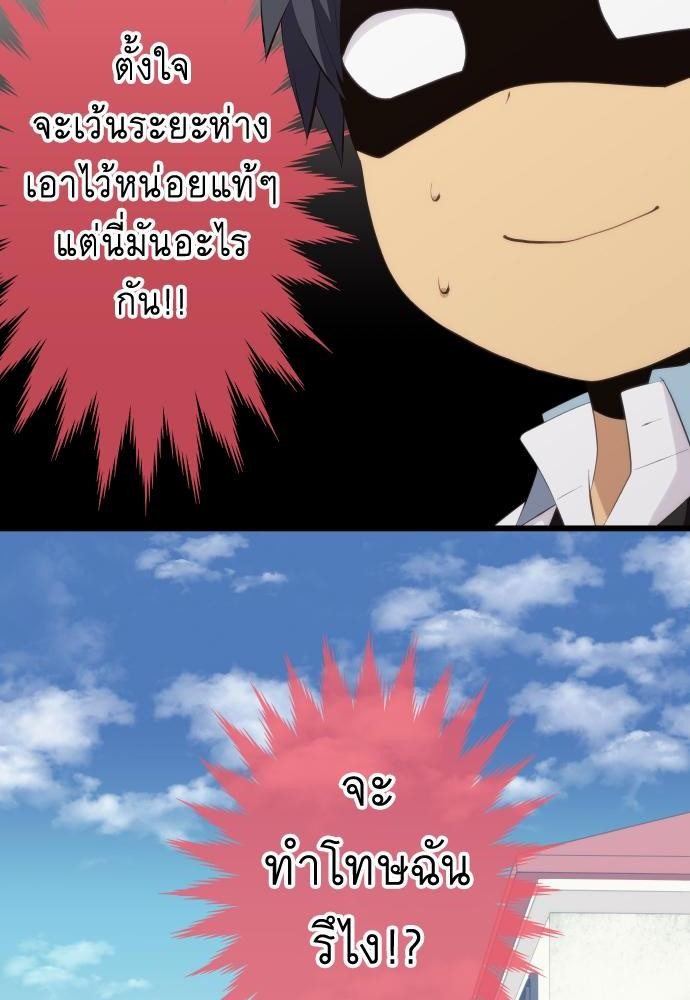 ตั้งใจ
จะเว้นระยะห่าง
เอาไว้หน่อยแท้ๆ
แต่นี่มันอะไร
กัน!!
จะ
ทำโทษฉัน
รึไง!?